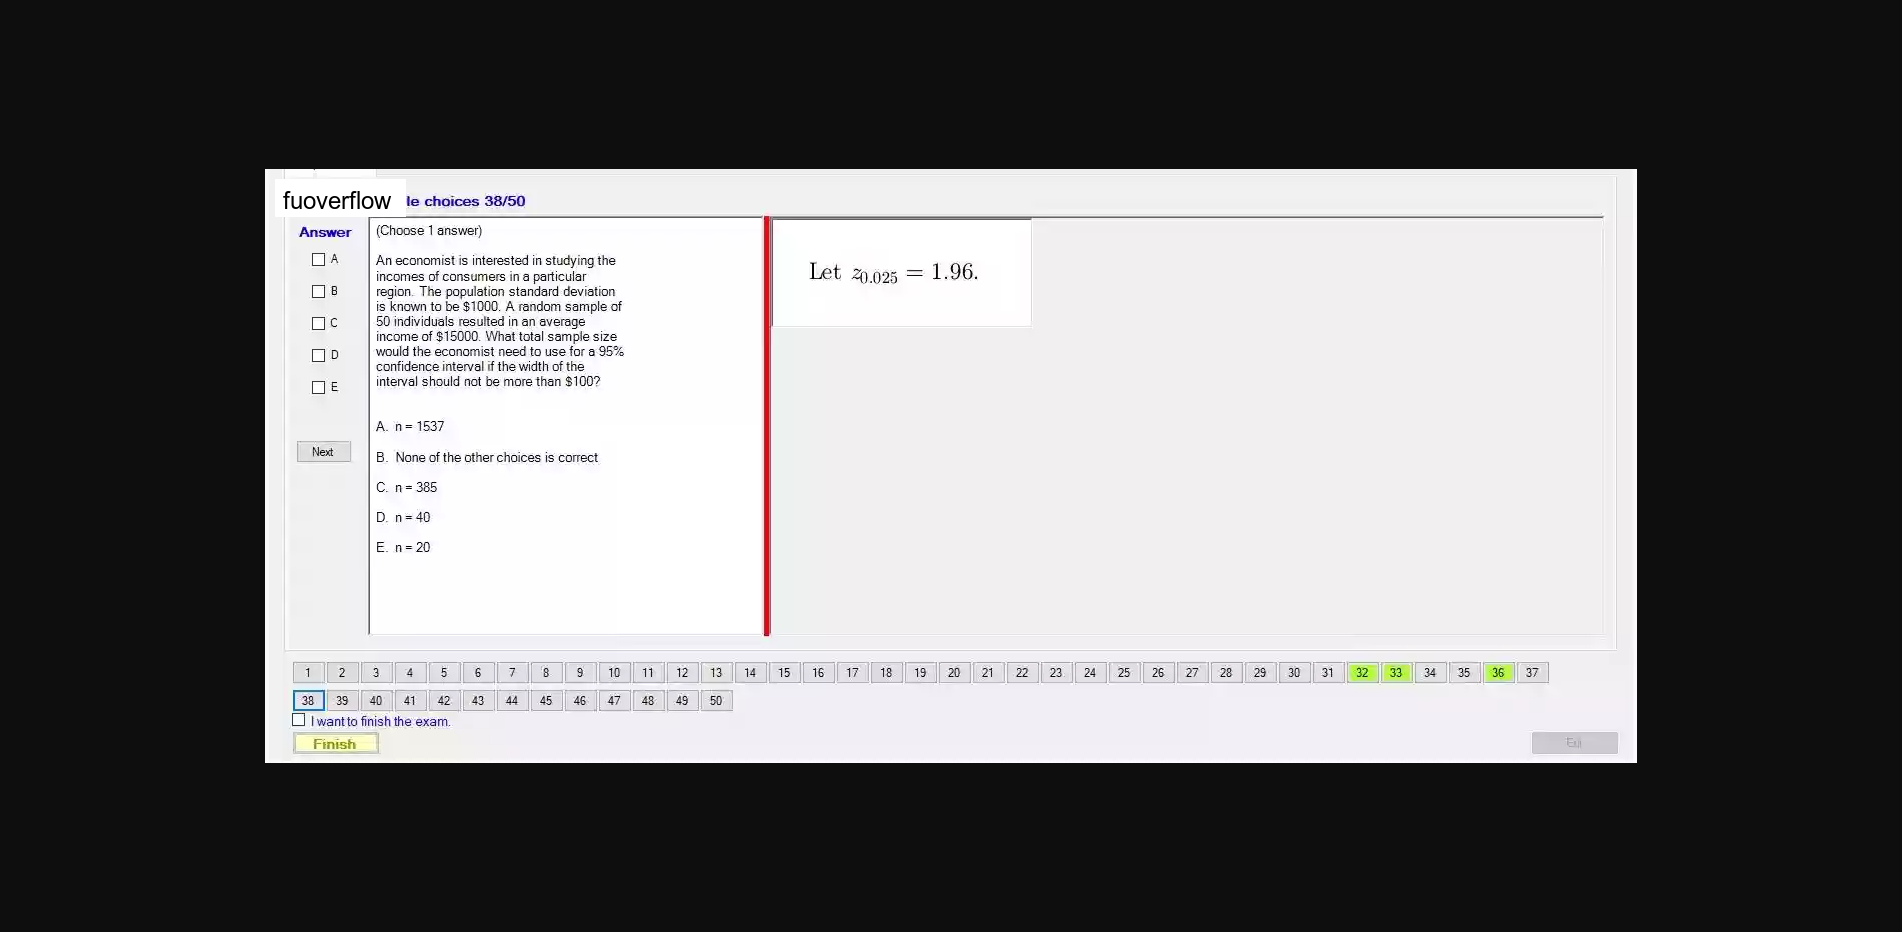 fuoverflow le choices 38/50
Answer
(Choose 1 answer)
A
B
C
D
E
Next
An economist is interested in studying the
incomes of consumers in a particular
region. The population standard deviation
is known to be $1000. A random sample of
50 individuals resulted in an average
income of $15000. What total sample size
would the economist need to use for a 95%
confidence interval if the width of the
interval should not be more than $100?
A. n = 1537
B. None of the other choices is correct
C. n = 385
D. n = 40
E. n = 20
Let z0.025 = 1.96.
1 2 3 4 5 6 7 8 9 10 11 12 13 14 15 16 17 18 19 20 21 22 23 24 25 26 27 28 29 30 31 32 33 34 35 36 37
38 39 40 41 42 43 44 45 46 47 48 49 50
I want to finish the exam.
Finish